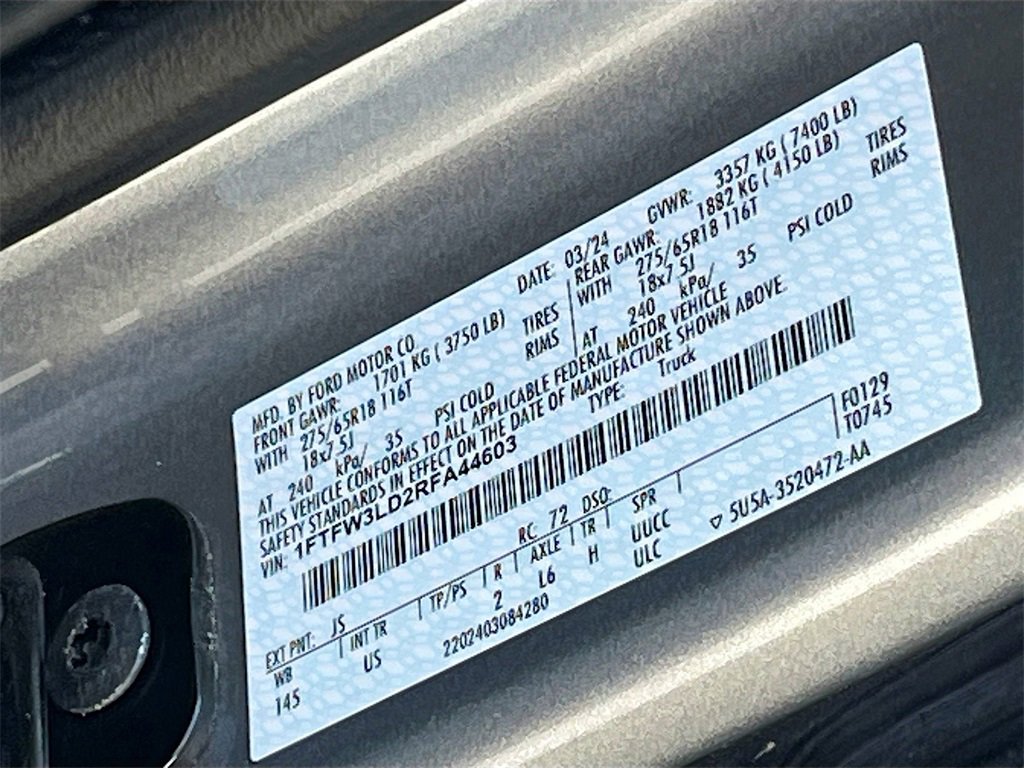 MFD. BY FORD MOTOR CO
DATE: 03/24 GVWR: 3357 KG ( 7400 LB)
FRONT GAWR: 1701 KG ( 3750 LB) REAR GAWR: 1882 KG ( 4150 LB)
WITH 275/65R18 116T TIRES WITH 275/65R18 116T TIRES
18x7.5J RIMS 18x7.5J RIMS
AT 240 kPa/ 35 PSI COLD AT 240 kPa/ 35 PSI COLD
THIS VEHICLE CONFORMS TO ALL APPLICABLE FEDERAL MOTOR VEHICLE
SAFETY STANDARDS IN EFFECT ON THE DATE OF MANUFACTURE SHOWN ABOVE.
VIN: 1FTFW3LD2RFA44603 TYPE: Truck
F0129
T0745
EXT PNT: JS RC: 72 DSO:
WB INT TR TP/PS R AXLE TR SPR
145 US 2 L6 H UUCC
ULC
2202403084280
▽ 5U5A-3520472-AA